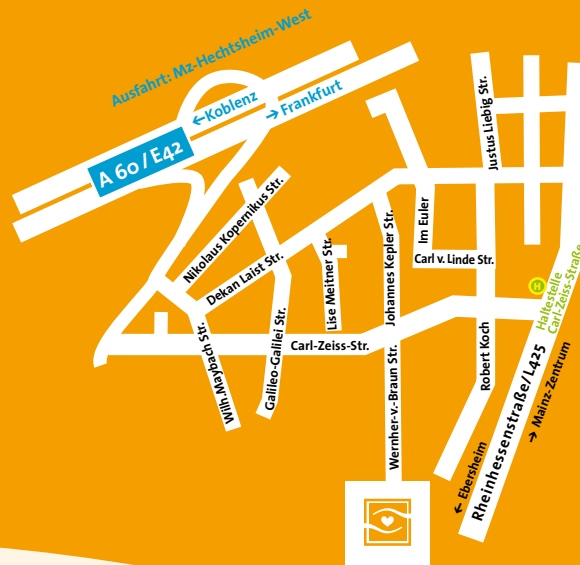 Ausfahrt: Mz-Hechtsheim-West
←Koblenz
→ Frankfurt
A 60/E42
Justus Liebig Str.
Nikolaus Kopernikus Str.
Im Euler
Dekan Laist Str.
Lise Meitner Str.
Johannes Kepler Str.
Carl v. Linde Str.
H
Haltestelle
Carl-Zeiss-Straße
Wilh.Maybach Str.
Galileo-Galilei Str.
Carl-Zeiss-Str.
Robert Koch
Rheinhessenstraße/L425
→ Mainz-Zentrum
Wernher-v.-Braun Str.
← Ebersheim